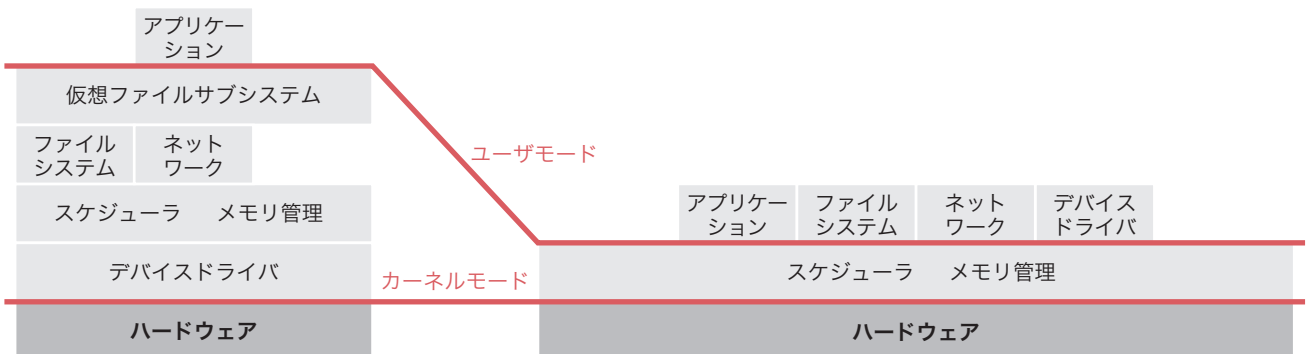 アプリケー
ション
仮想ファイルサブシステム
ファイル
システム
ネット
ワーク
スケジューラ メモリ管理
デバイスドライバ
ハードウェア
ユーザモード
カーネルモード
アプリケー
ション
ファイル
システム
ネット
ワーク
デバイス
ドライバ
スケジューラ メモリ管理
ハードウェア